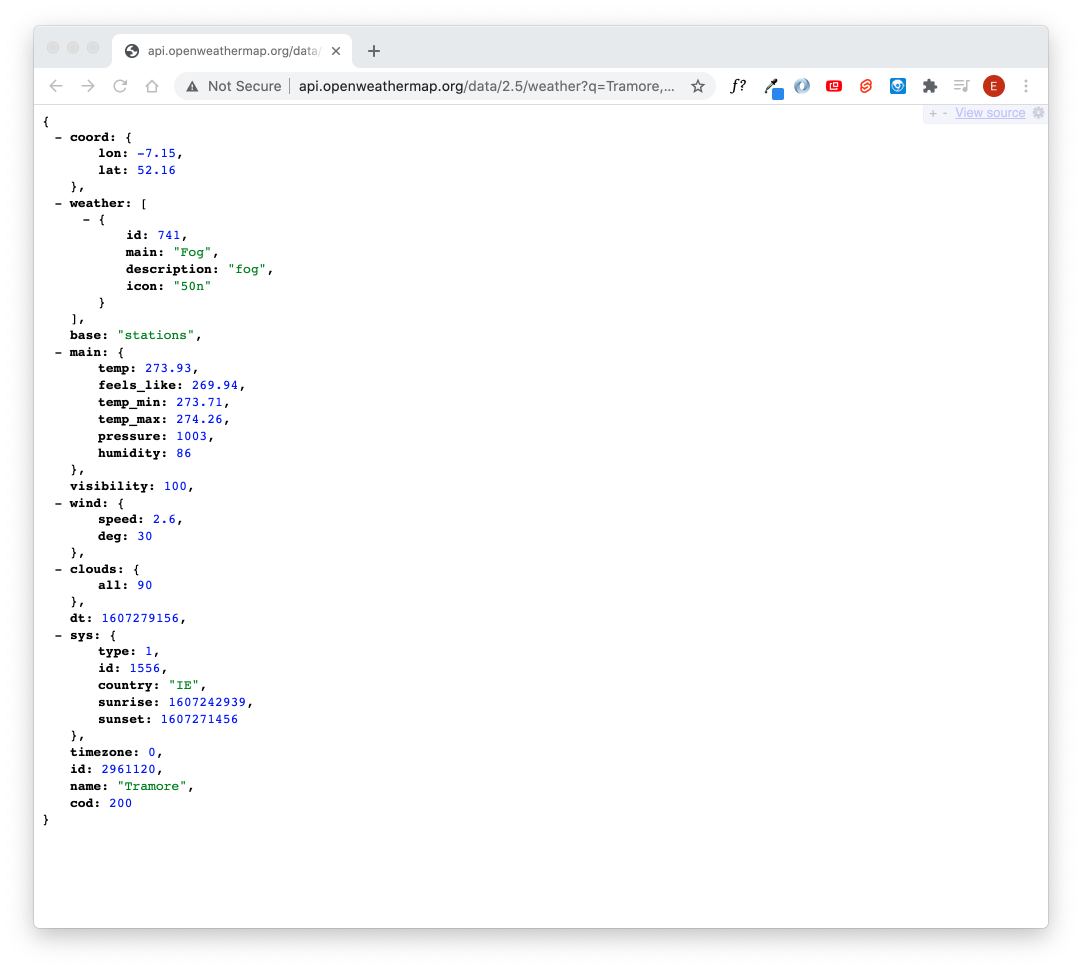 api.openweathermap.org/data/
Not Secure api.openweathermap.org/data/2.5/weather?q=Tramore,... f? E
+ - View source
{
- coord: {
lon: -7.15,
lat: 52.16
},
- weather: [
- {
id: 741,
main: "Fog",
description: "fog",
icon: "50n"
}
],
base: "stations",
- main: {
temp: 273.93,
feels_like: 269.94,
temp_min: 273.71,
temp_max: 274.26,
pressure: 1003,
humidity: 86
},
visibility: 100,
- wind: {
speed: 2.6,
deg: 30
},
- clouds: {
all: 90
},
dt: 1607279156,
- sys: {
type: 1,
id: 1556,
country: "IE",
sunrise: 1607242939,
sunset: 1607271456
},
timezone: 0,
id: 2961120,
name: "Tramore",
cod: 200
}